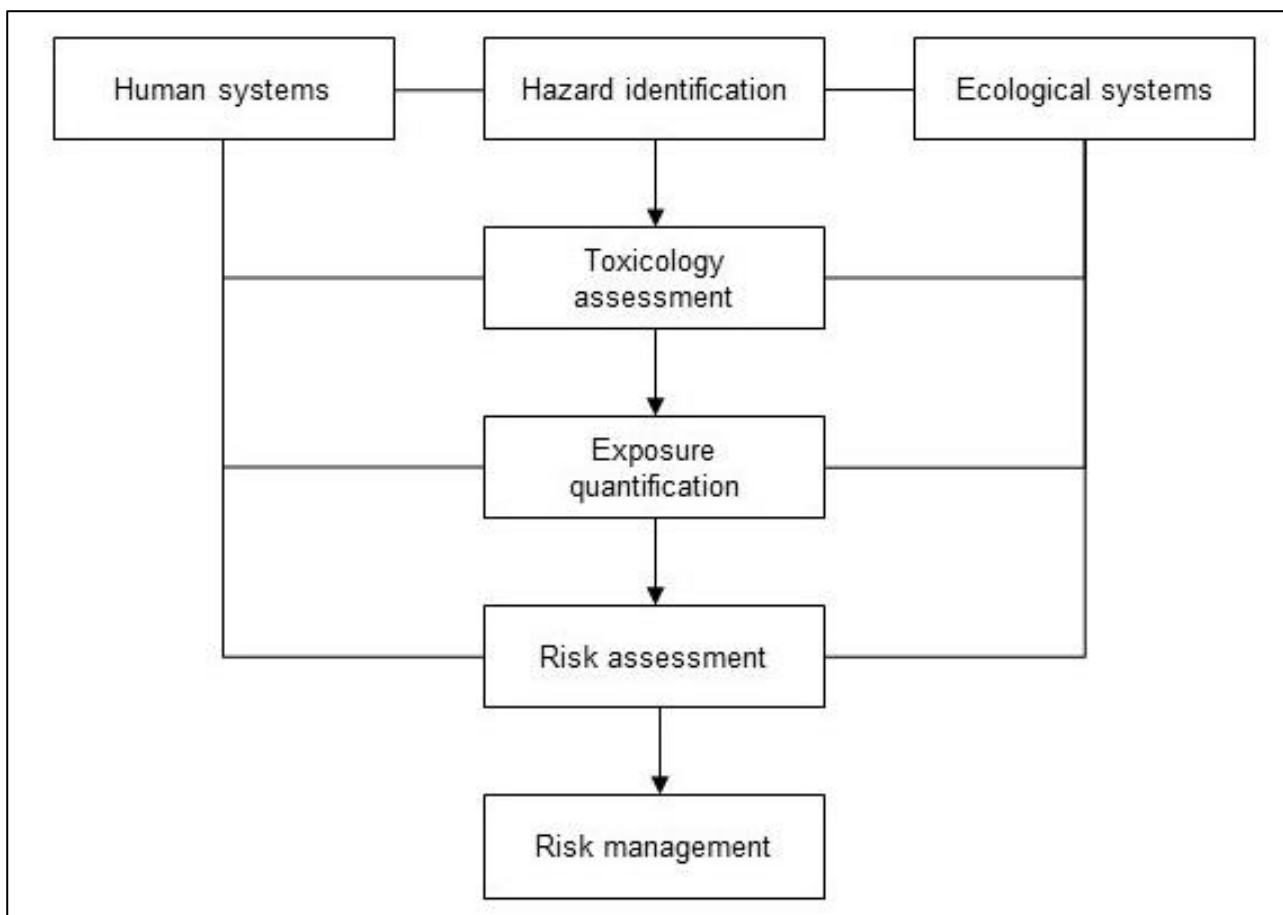 Human systems
Hazard identification
Ecological systems
Toxicology
assessment
Exposure
quantification
Risk assessment
Risk management